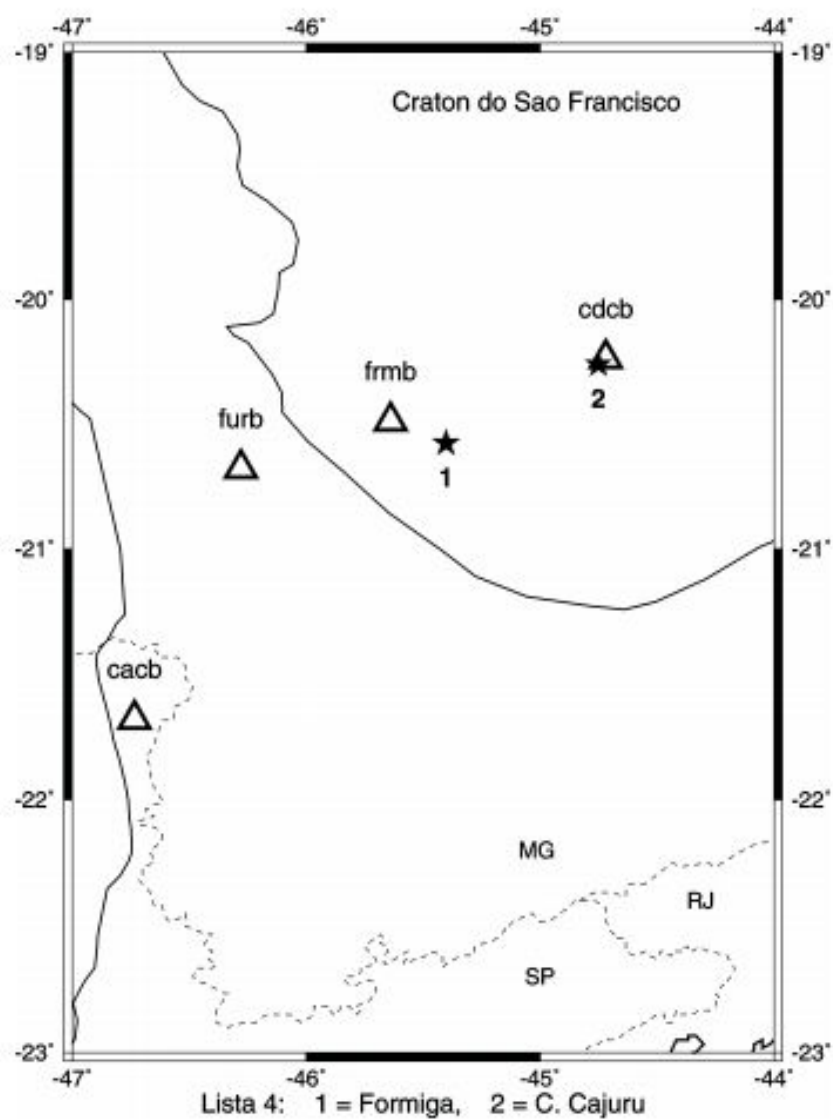 -47˚ -46˚ -45˚ -44˚
-19˚ -19˚
Craton do Sao Francisco
-20˚ -20˚
cdcb
frmb
2
furb
1
-21˚ -21˚
cacb
-22˚ -22˚
MG
RJ
SP
-23˚ -23˚
-47˚ -46˚ -45˚ -44˚
Lista 4: 1 = Formiga, 2 = C. Cajuru